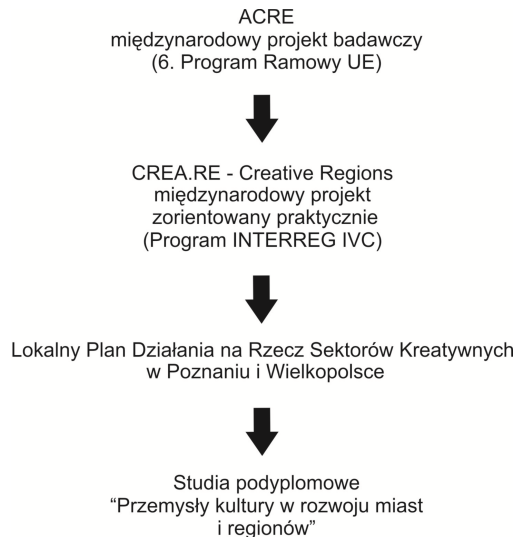 ACRE
międzynarodowy projekt badawczy
(6. Program Ramowy UE)
CREA.RE - Creative Regions
międzynarodowy projekt
zorientowany praktycznie
(Program INTERREG IVC)
Lokalny Plan Działania na Rzecz Sektorów Kreatywnych
w Poznaniu i Wielkopolsce
Studia podyplomowe
“Przemysły kultury w rozwoju miast
i regionów”